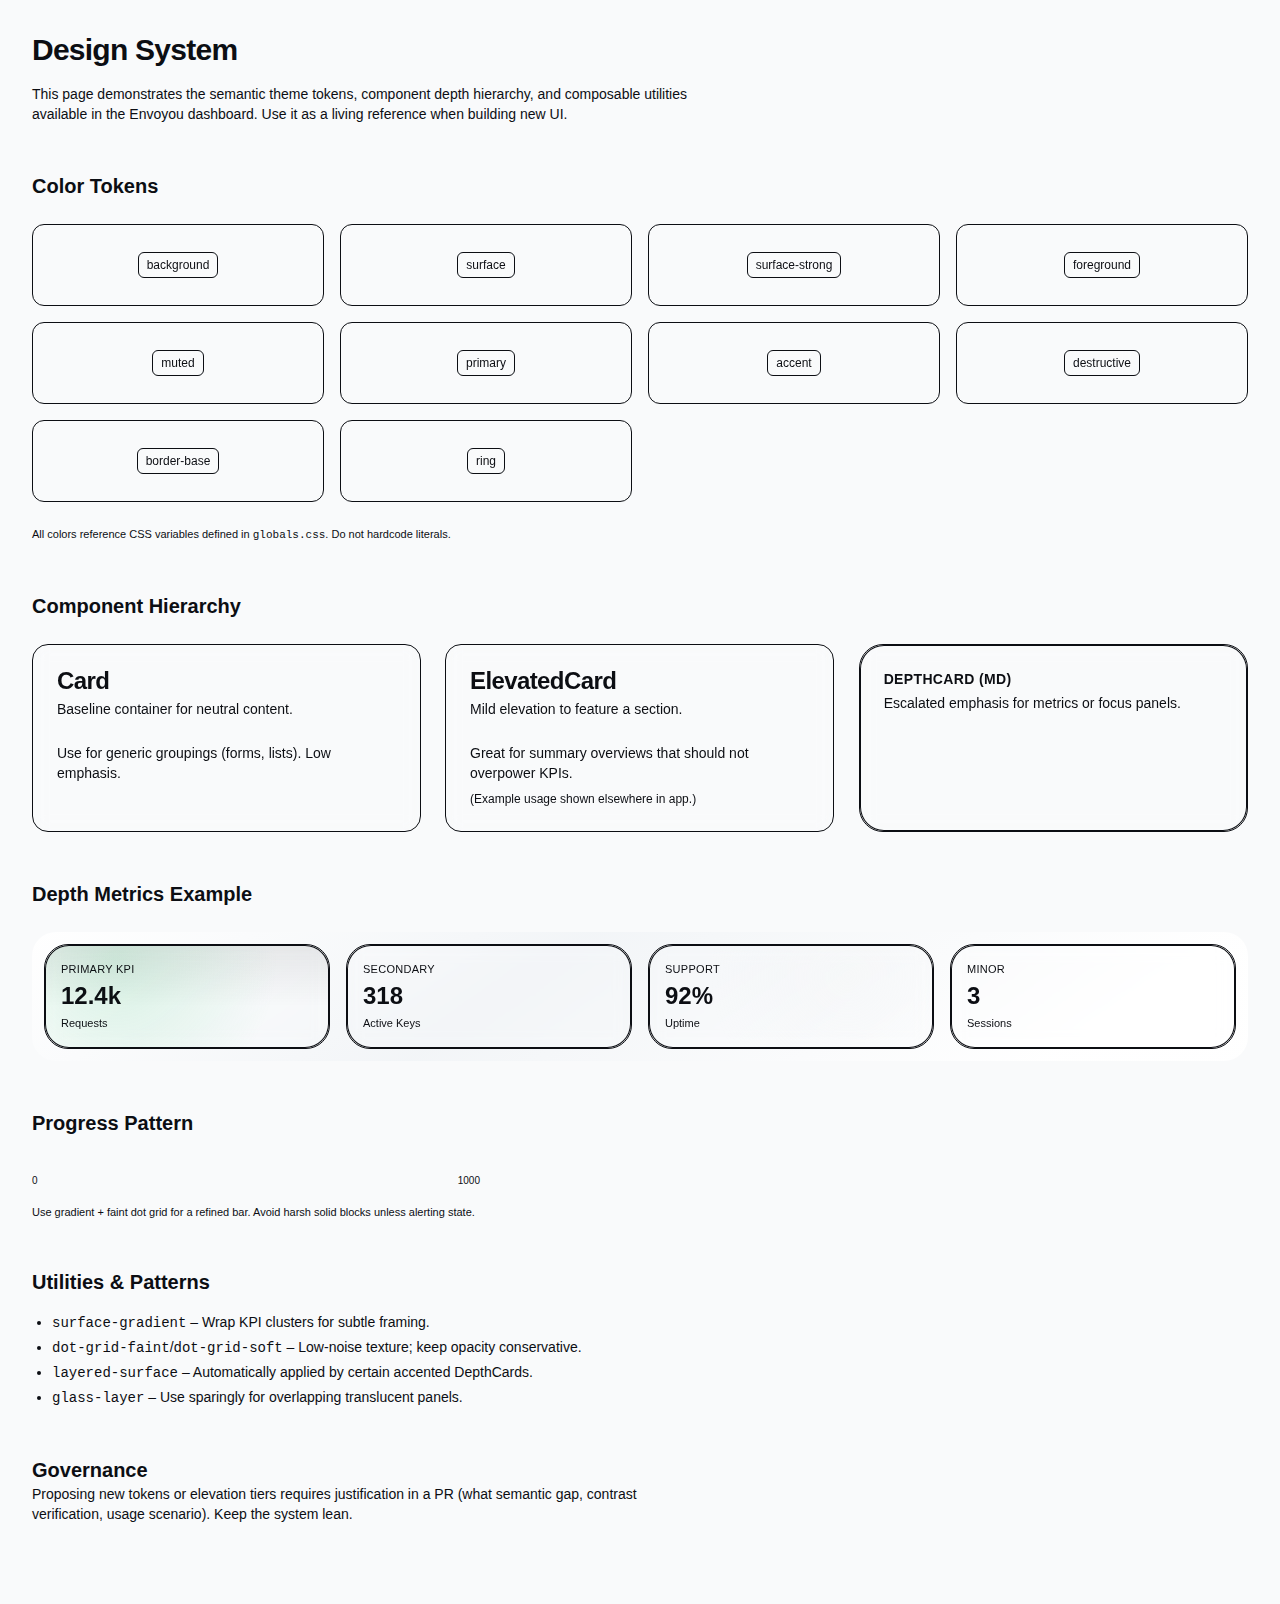 Design System
This page demonstrates the semantic theme tokens, component depth hierarchy, and composable utilities
available in the Envoyou dashboard. Use it as a living reference when building new UI.
Color Tokens
background
surface
surface-strong
foreground
muted
primary
accent
destructive
border-base
ring
All colors reference CSS variables defined in globals.css. Do not hardcode literals.
Component Hierarchy
Card
Baseline container for neutral content.
Use for generic groupings (forms, lists). Low
emphasis.
ElevatedCard
Mild elevation to feature a section.
Great for summary overviews that should not
overpower KPIs.
(Example usage shown elsewhere in app.)
DEPTHCARD (MD)
Escalated emphasis for metrics or focus panels.
Depth Metrics Example
PRIMARY KPI
12.4k
Requests
SECONDARY
318
Active Keys
SUPPORT
92%
Uptime
MINOR
3
Sessions
Progress Pattern
0
1000
Use gradient + faint dot grid for a refined bar. Avoid harsh solid blocks unless alerting state.
Utilities & Patterns
• surface-gradient – Wrap KPI clusters for subtle framing.
• dot-grid-faint/dot-grid-soft – Low-noise texture; keep opacity conservative.
• layered-surface – Automatically applied by certain accented DepthCards.
• glass-layer – Use sparingly for overlapping translucent panels.
Governance
Proposing new tokens or elevation tiers requires justification in a PR (what semantic gap, contrast
verification, usage scenario). Keep the system lean.